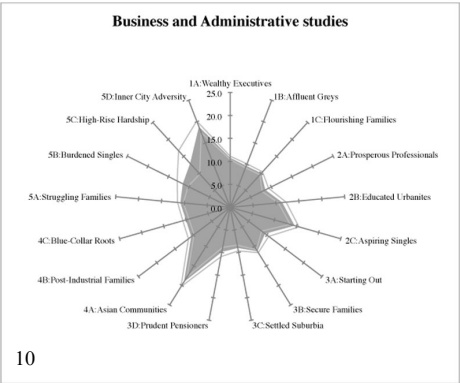 Business and Administrative studies
1A:Wealthy Executives
25.0
5D:Inner City Adversity
1B:Affluent Greys
20.0
5C:High-Rise Hardship
1C:Flourishing Families
15.0
10.0
5B:Burdened Singles
2A:Prosperous Professionals
5.0
5A:Struggling Families
2B:Educated Urbanites
0.0
4C:Blue-Collar Roots
2C:Aspiring Singles
4B:Post-Industrial Families
3A:Starting Out
4A:Asian Communities
3B:Secure Families
3D:Prudent Pensioners
3C:Settled Suburbia
10